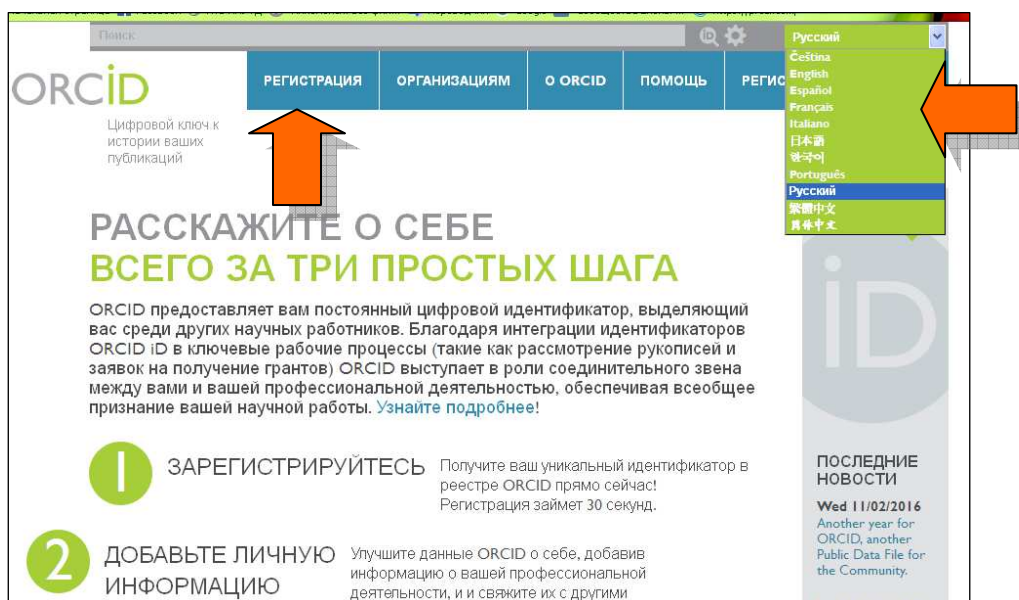 Поиск
iD
Русский
ORCID
РЕГИСТРАЦИЯ
ОРГАНИЗАЦИЯМ
О ORCID
ПОМОЩЬ
Čeština
English
Español
Français
Italiano
日本語
한국어
Português
Русский
繁體中文
简体中文
Цифровой ключ к
истории ваших
публикаций
РАССКАЖИТЕ О СЕБЕ
ВСЕГО ЗА ТРИ ПРОСТЫХ ШАГА
ORCID предоставляет вам постоянный цифровой идентификатор, выделяющий
вас среди других научных работников. Благодаря интеграции идентификаторов
ORCID iD в ключевые рабочие процессы (такие как рассмотрение рукописей и
заявок на получение грантов) ORCID выступает в роли соединительного звена
между вами и вашей профессиональной деятельностью, обеспечивая всеобщее
признание вашей научной работы. Узнайте подробнее!
iD
1 ЗАРЕГИСТРИРУЙТЕСЬ
Получите ваш уникальный идентификатор в
реестре ORCID прямо сейчас!
Регистрация займет 30 секунд.
2 ДОБАВЬТЕ ЛИЧНУЮ
ИНФОРМАЦИЮ
Улучшите данные ORCID о себе, добавив
информацию о вашей профессиональной
деятельности, и и свяжите их с другими
ПОСЛЕДНИЕ
НОВОСТИ
Wed 11/02/2016
Another year for
ORCID, another
Public Data File for
the Community.